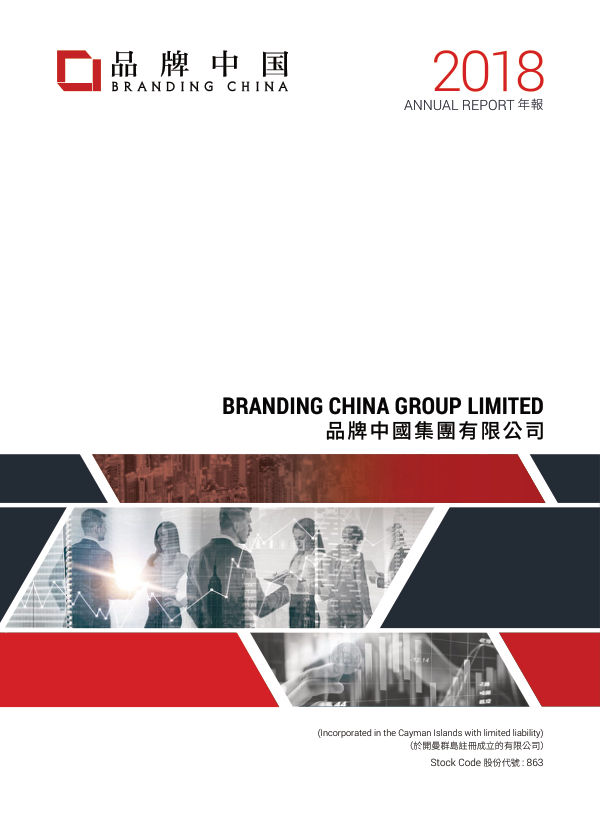 品牌中国
BRANDING CHINA
2018
ANNUAL REPORT 年報
BRANDING CHINA GROUP LIMITED
品牌中國集團有限公司
(Incorporated in the Cayman Islands with limited liability)
(於開曼群島註冊成立的有限公司)
Stock Code 股份代號 : 863